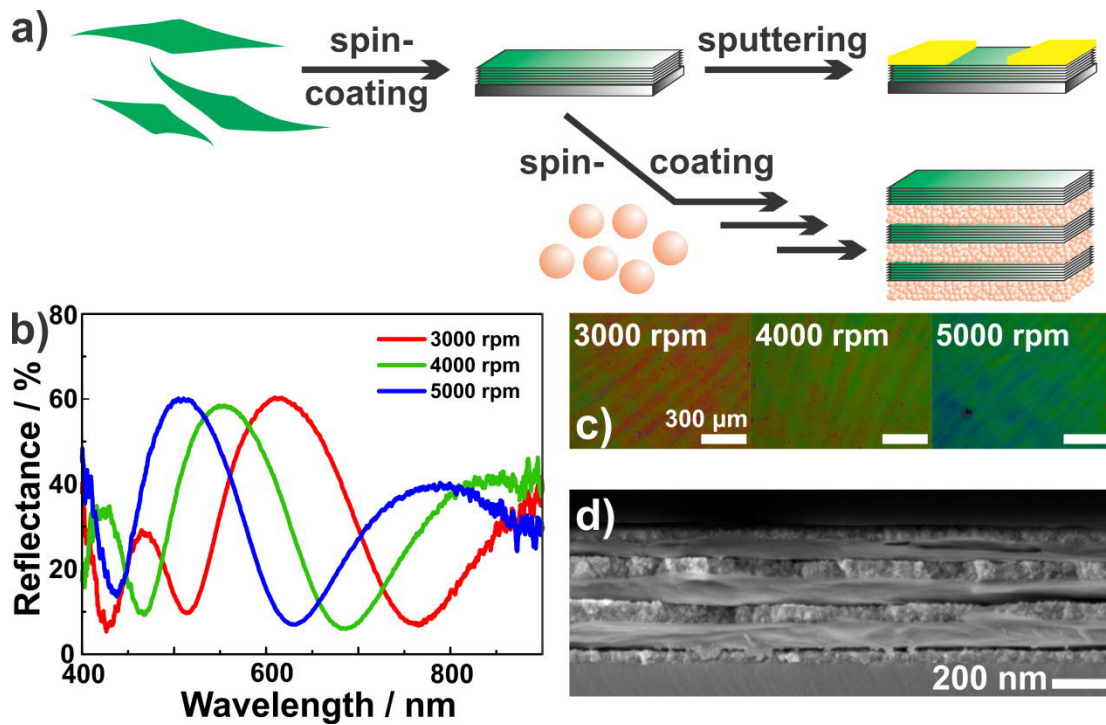 a)
spin-
coating
sputtering
spin-
coating
b)
80
60
40
20
0
400
600
800
Reflectance / %
Wavelength / nm
3000 rpm
4000 rpm
5000 rpm
c)
3000 rpm
4000 rpm
5000 rpm
300 µm
d)
200 nm